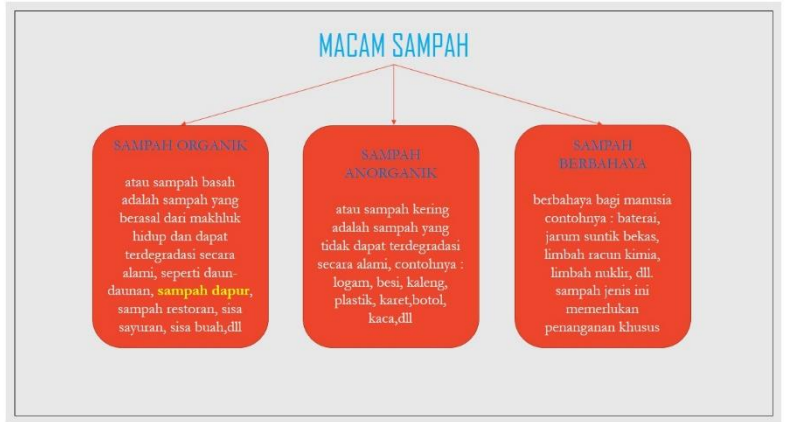 MACAM SAMPAH
SAMPAH ORGANIK
atau sampah basah
adalah sampah yang
berasal dari makhluk
hidup dan dapat
terdegradasi secara
alami, seperti daun-
daunan, sampah dapur,
sampah restoran, sisa
sayuran, sisa buah,dll
SAMPAH
ANORGANIK
atau sampah kering
adalah sampah yang
tidak dapat terdegradasi
secara alami, contohnya :
logam, besi, kaleng,
plastik, karet,botol,
kaca,dll
SAMPAH
BERBAHAYA
berbahaya bagi manusia
contohnya : baterai,
jarum suntik bekas,
limbah racun kimia,
limbah nuklir, dll.
sampah jenis ini
memerlukan
penanganan khusus